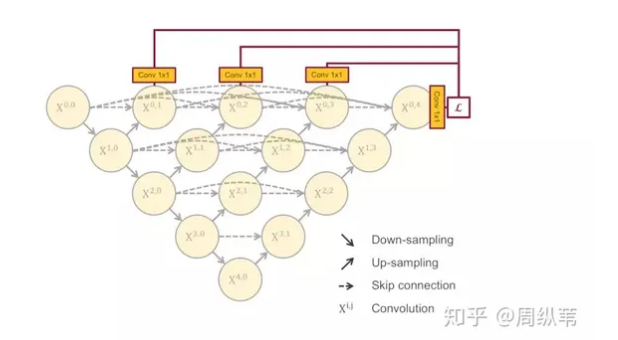 Conv 1x1 Conv 1x1 Conv 1x1
X0,0 X0,1 X0,2 X0,3 X0,4 Conv 1x1 ℒ
X1,0 X1,1 X1,2 X1,3
X2,0 X2,1 X2,2
X3,0 X3,1
X4,0
Down-sampling
Up-sampling
Skip connection
Xi,j Convolution
知乎 @周纵苇